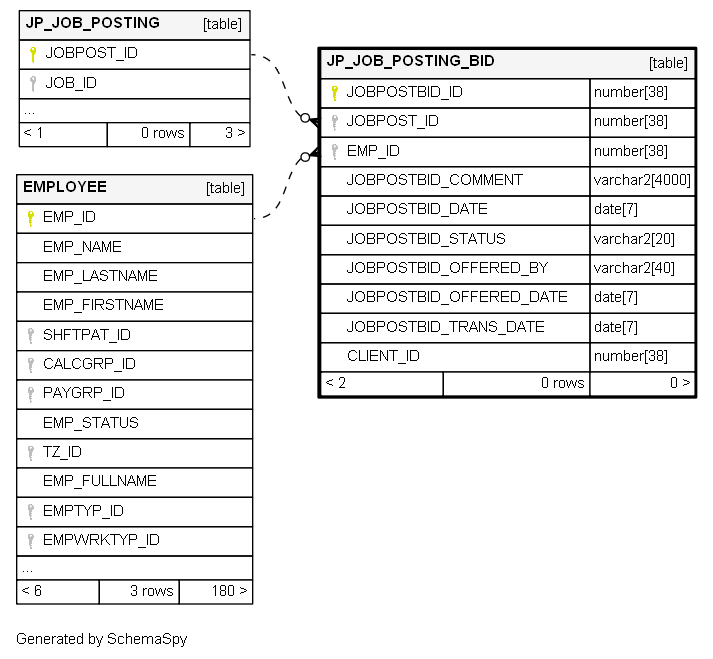 JP_JOB_POSTING [table]
JOBPOST_ID
JOB_ID
...
< 1 0 rows 3 >
JP_JOB_POSTING_BID [table]
JOBPOSTBID_ID number[38]
JOBPOST_ID number[38]
EMP_ID number[38]
JOBPOSTBID_COMMENT varchar2[4000]
JOBPOSTBID_DATE date[7]
JOBPOSTBID_STATUS varchar2[20]
JOBPOSTBID_OFFERED_BY varchar2[40]
JOBPOSTBID_OFFERED_DATE date[7]
JOBPOSTBID_TRANS_DATE date[7]
CLIENT_ID number[38]
< 2 0 rows 0 >
EMPLOYEE [table]
EMP_ID
EMP_NAME
EMP_LASTNAME
EMP_FIRSTNAME
SHFTPAT_ID
CALCGRP_ID
PAYGRP_ID
EMP_STATUS
TZ_ID
EMP_FULLNAME
EMPTYP_ID
EMPWRKTYP_ID
...
< 6 3 rows 180 >
Generated by SchemaSpy